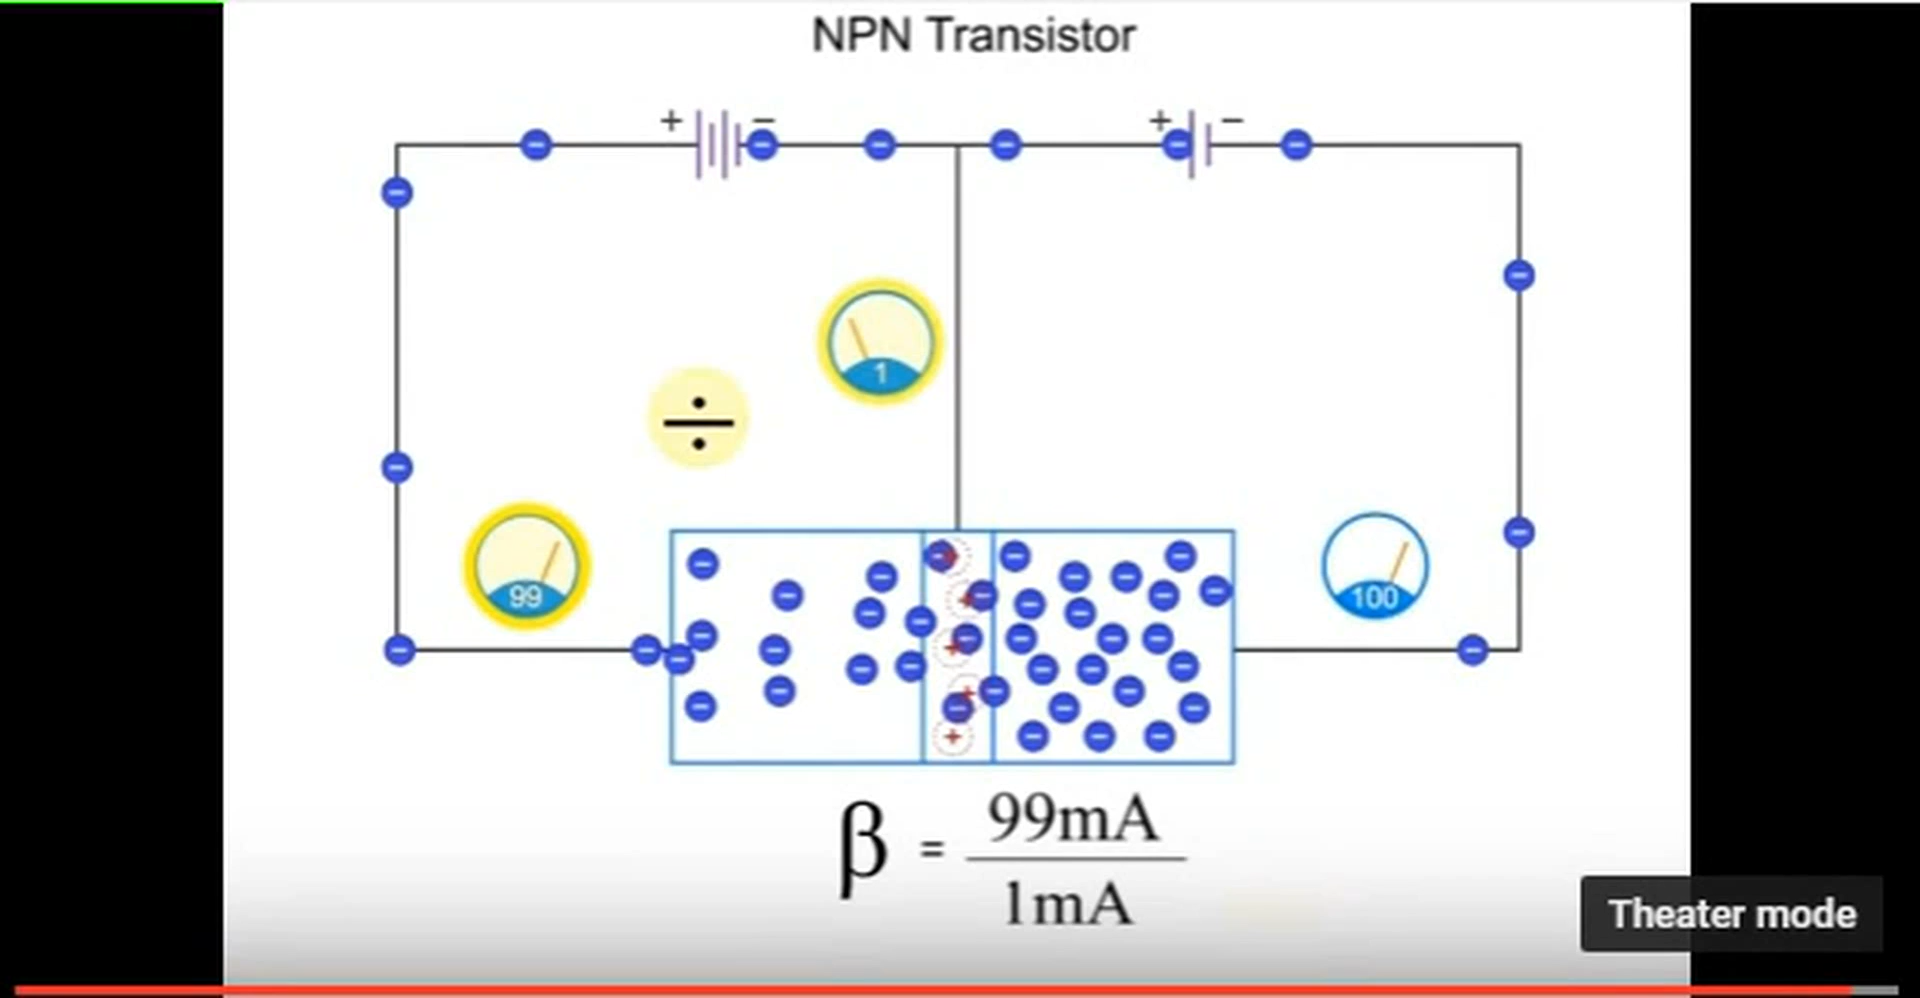 NPN Transistor
+ − + −
1
÷
99
100
β = 99mA
1mA
Theater mode